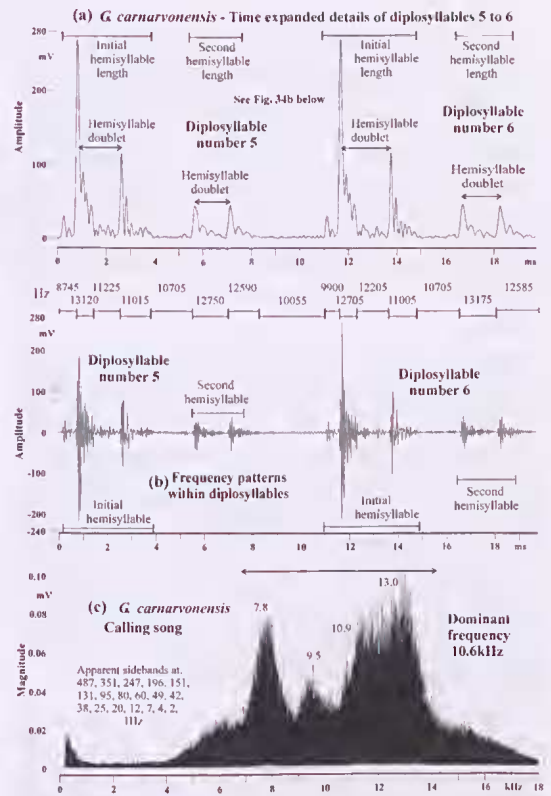 (a) G. carnarvonensis - Time expanded details of diplosyllables 5 to 6
280
mV
200
100
0
Amplitude
Initial
hemisyllable
length
Second
hemisyllable
length
Initial
hemisyllable
length
Second
hemisyllable
length
See Fig. 34b below
Hemisyllable
doublet
Diplosyllable
number 5
Hemisyllable
doublet
Hemisyllable
doublet
Diplosyllable
number 6
Hemisyllable
doublet
0 2 4 6 8 10 12 14 16 18 ms
Hz 8745 11225 10705 12590 9900 12205 10705 12585
13120 11015 12750 10055 12705 11005 13175
280
mV
200
100
0
-100
-200
-240
Amplitude
Diplosyllable
number 5
Second
hemisyllable
Diplosyllable
number 6
(b) Frequency patterns
within diplosyllables
Initial
hemisyllable
Initial
hemisyllable
Second
hemisyllable
0 2 4 6 8 10 12 14 16 18 ms
0.10
mV
0.08
0.06
0.04
0.02
0
Magnitude
(c) G. carnarvonensis
Calling song
7.8
9.5
10.9
13.0
Dominant
frequency
10.6kHz
Apparent sidebands at.
487, 351, 247, 196, 151,
131, 95, 80, 60, 49, 42,
38, 25, 20, 12, 7, 4, 2,
Hz
0 2 4 6 8 10 12 14 kHz 18